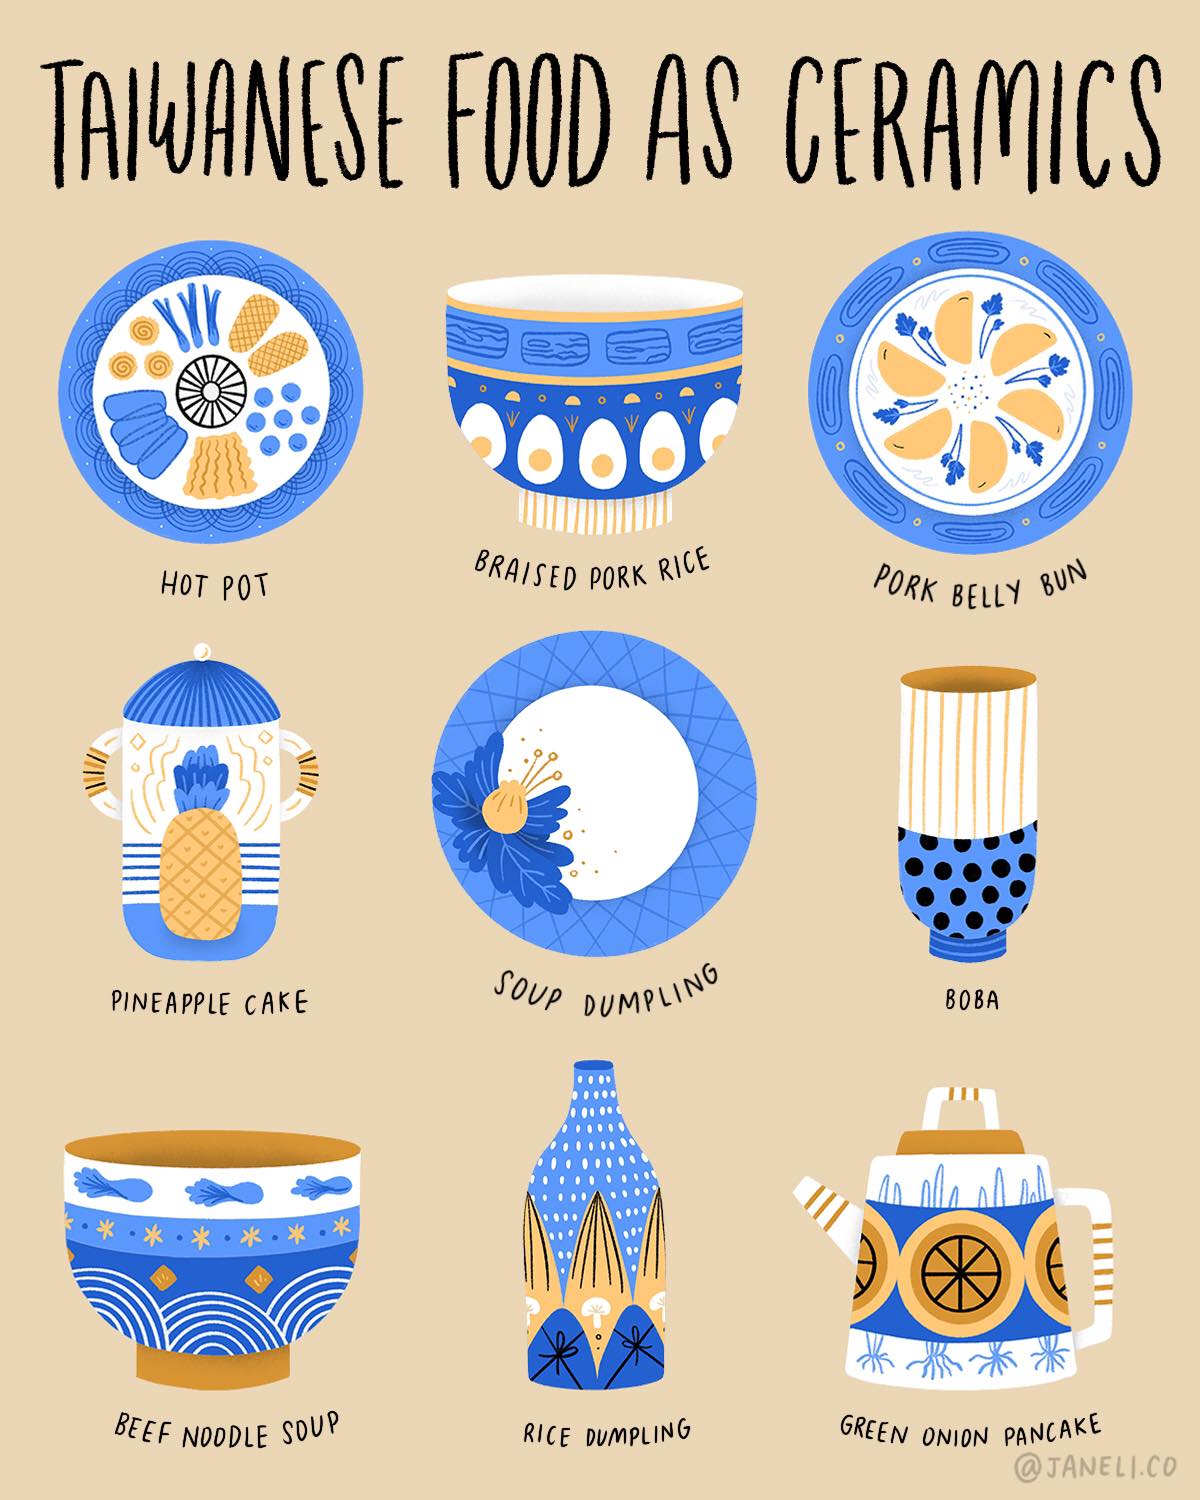 TAIWANESE FOOD AS CERAMICS
HOT POT
BRAISED PORK RICE
PORK BELLY BUN
PINEAPPLE CAKE
SOUP DUMPLING
BOBA
BEEF NOODLE SOUP
RICE DUMPLING
GREEN ONION PANCAKE
@JANELI.CO